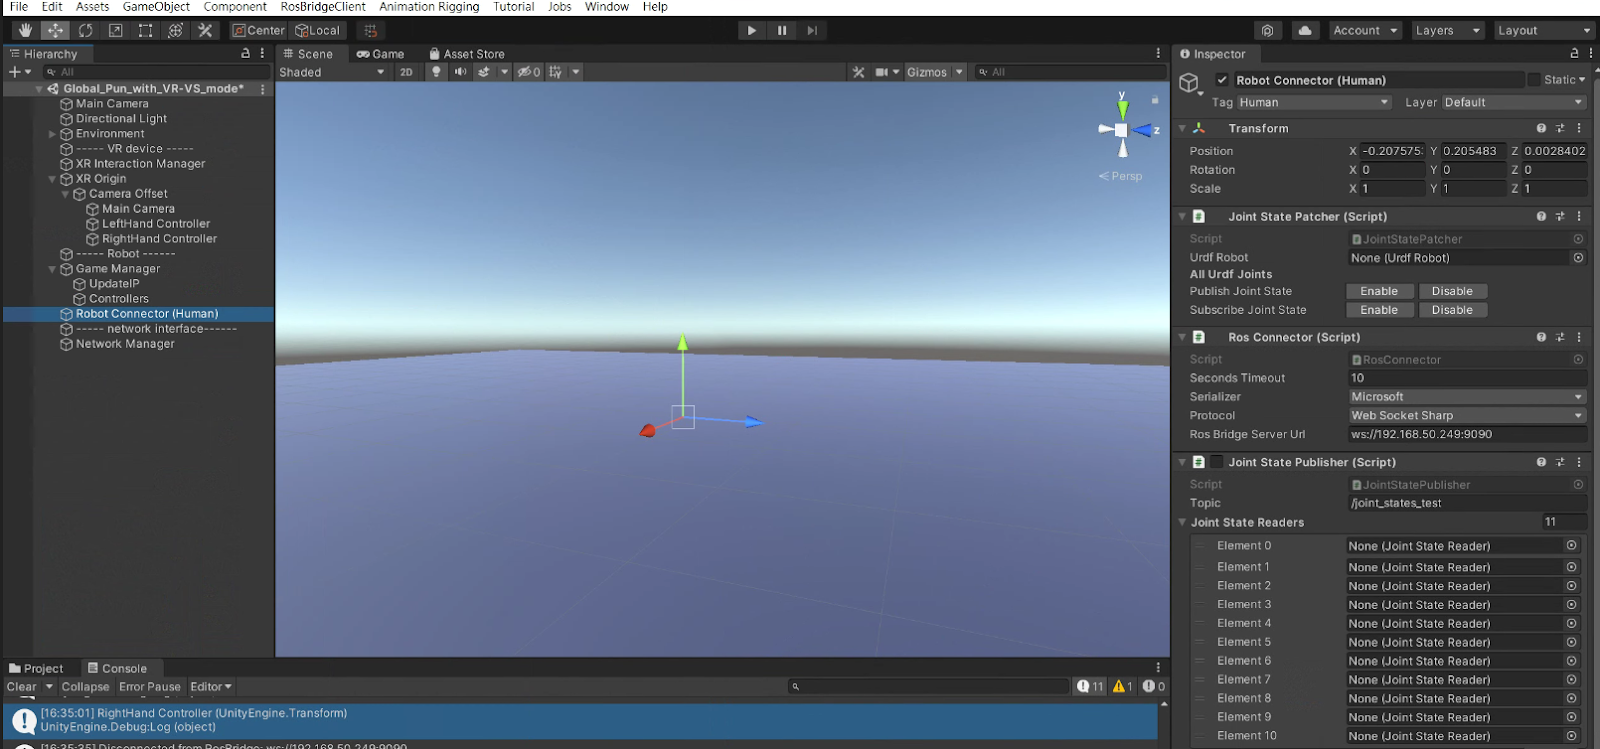 File Edit Assets GameObject Component RosBridgeClient Animation Rigging Tutorial Jobs Window Help
Center Local Account Layers Layout
Hierarchy
All
Global_Pun_with_VR-VS_mode*
Main Camera
Directional Light
Environment
----- VR device -----
XR Interaction Manager
XR Origin
Camera Offset
Main Camera
LeftHand Controller
RightHand Controller
----- Robot ------
Game Manager
UpdateIP
Controllers
Robot Connector (Human)
----- network interface------
Network Manager
Scene Game Asset Store
Shaded 2D 0 Gizmos All
y
z
Persp
Inspector
Robot Connector (Human) Static
Tag Human Layer Default
Transform
Position X -0.207575 Y 0.205483 Z 0.0028402
Rotation X 0 Y 0 Z 0
Scale X 1 Y 1 Z 1
# Joint State Patcher (Script)
Script JointStatePatcher
Urdf Robot None (Urdf Robot)
All Urdf Joints
Publish Joint State Enable Disable
Subscribe Joint State Enable Disable
# Ros Connector (Script)
Script RosConnector
Seconds Timeout 10
Serializer Microsoft
Protocol Web Socket Sharp
Ros Bridge Server Url ws://192.168.50.249:9090
# Joint State Publisher (Script)
Script JointStatePublisher
Topic /joint_states_test
Joint State Readers 11
Element 0 None (Joint State Reader)
Element 1 None (Joint State Reader)
Element 2 None (Joint State Reader)
Element 3 None (Joint State Reader)
Element 4 None (Joint State Reader)
Element 5 None (Joint State Reader)
Element 6 None (Joint State Reader)
Element 7 None (Joint State Reader)
Element 8 None (Joint State Reader)
Element 9 None (Joint State Reader)
Element 10 None (Joint State Reader)
Project Console
Clear Collapse Error Pause Editor 11 1 0
[16:35:01] RightHand Controller (UnityEngine.Transform)
UnityEngine.Debug:Log (object)
[16:35:35] Disconnected from RosBridge: ws://192.168.50.249:9090